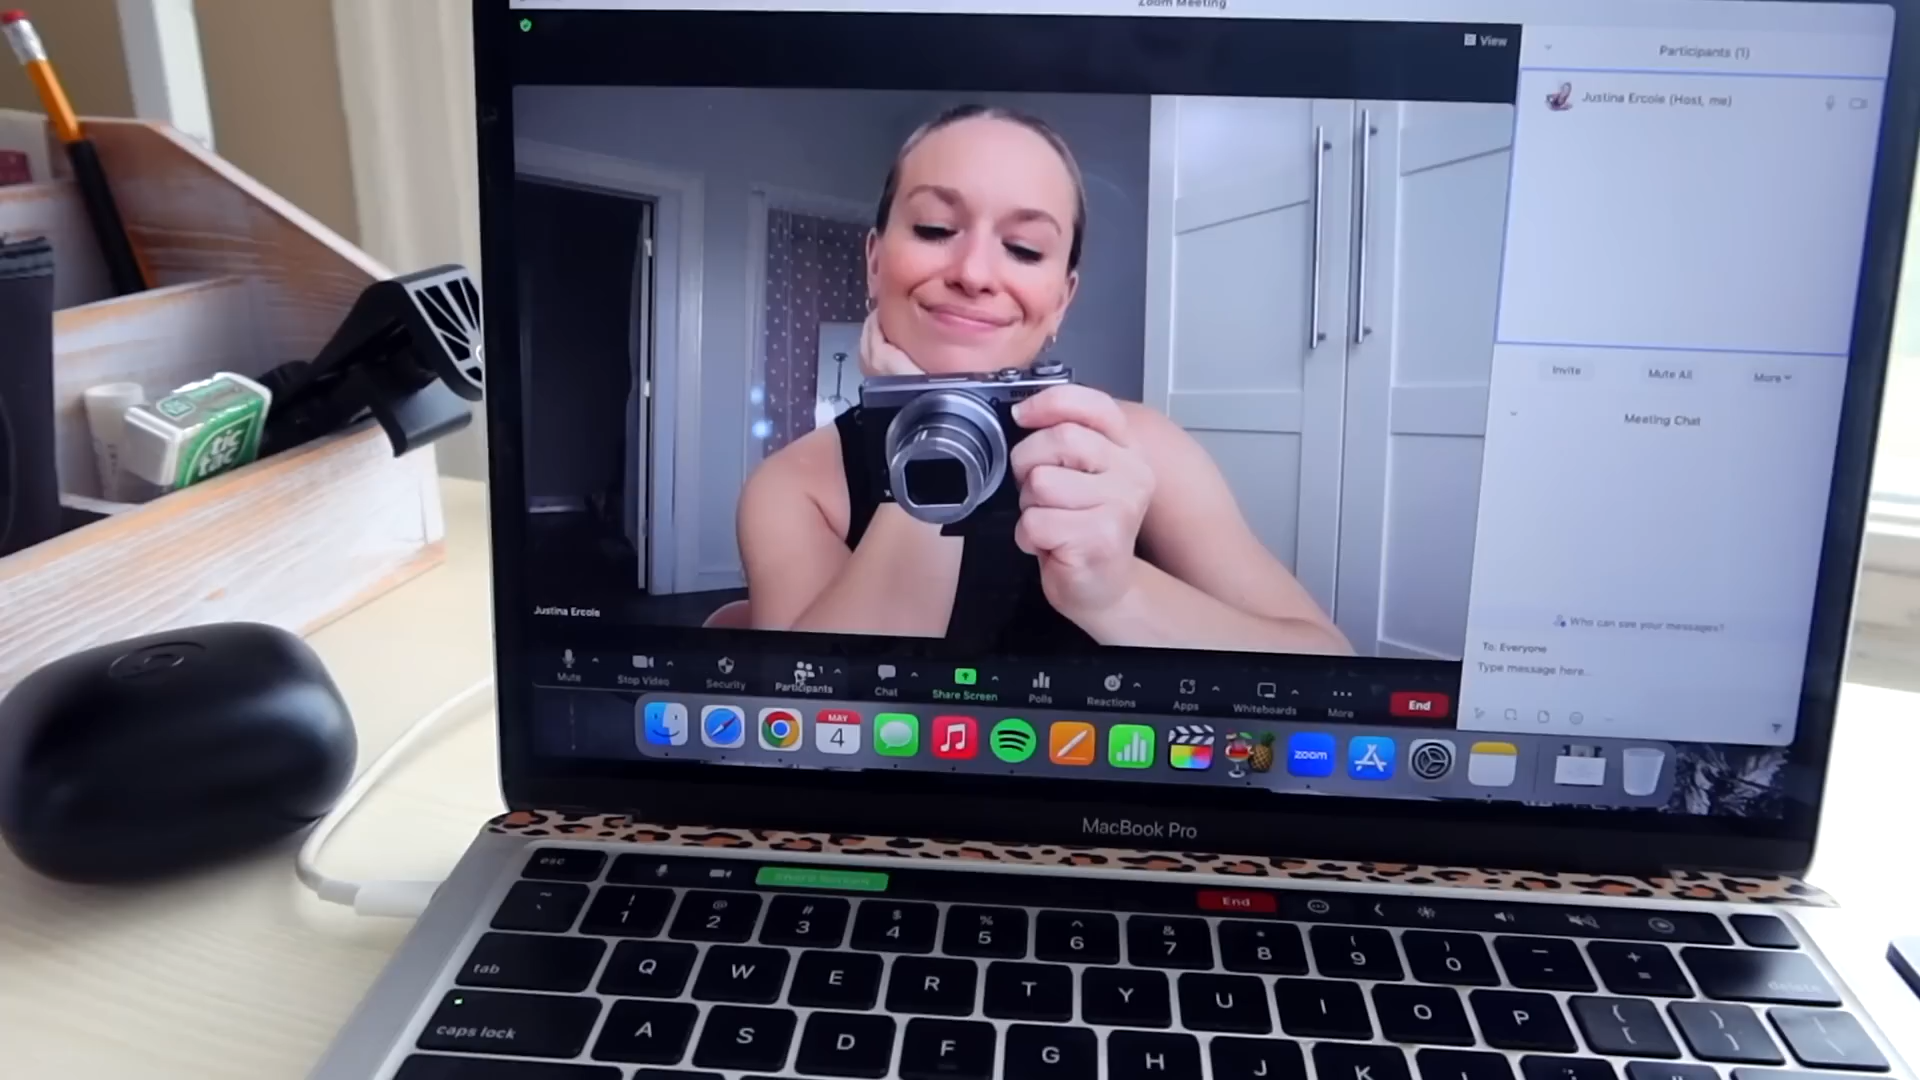 Zoom Meeting
View
Participants (1)
Justina Ercole (Host, me)
Invite
Mute All
More
Meeting Chat
Who can see your messages?
To: Everyone
Type message here...
Justina Ercole
Mute
Stop Video
Security
Participants
1
Chat
Share Screen
Polls
Reactions
Apps
Whiteboards
More
End
MAY
4
zoom
tic
tac
MacBook Pro
esc
End
~ `
! 1
@ 2
# 3
$ 4
% 5
^ 6
& 7
* 8
( 9
) 0
_ -
+ =
delete
tab
Q W E R T Y U I O P
{ [
} ]
| \
caps lock
A S D F G H J K L